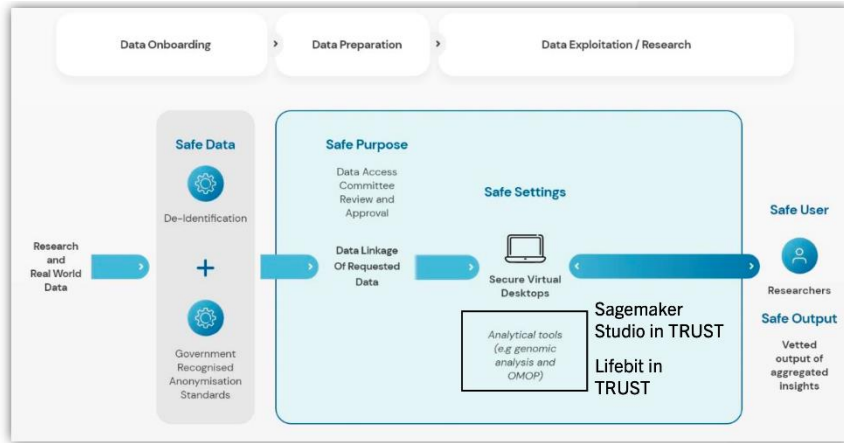 Data Onboarding
Data Preparation
Data Exploitation / Research
Research
and
Real World
Data
Safe Data
De-Identification
+
Government
Recognised
Anonymisation
Standards
Safe Purpose
Data Access
Committee
Review and
Approval
Data Linkage
Of Requested
Data
Safe Settings
Secure Virtual
Desktops
Analytical tools
(e.g genomic
analysis and
OMOP)
Sagemaker
Studio in TRUST
Lifebit in
TRUST
Safe User
Researchers
Safe Output
Vetted
output of
aggregated
insights